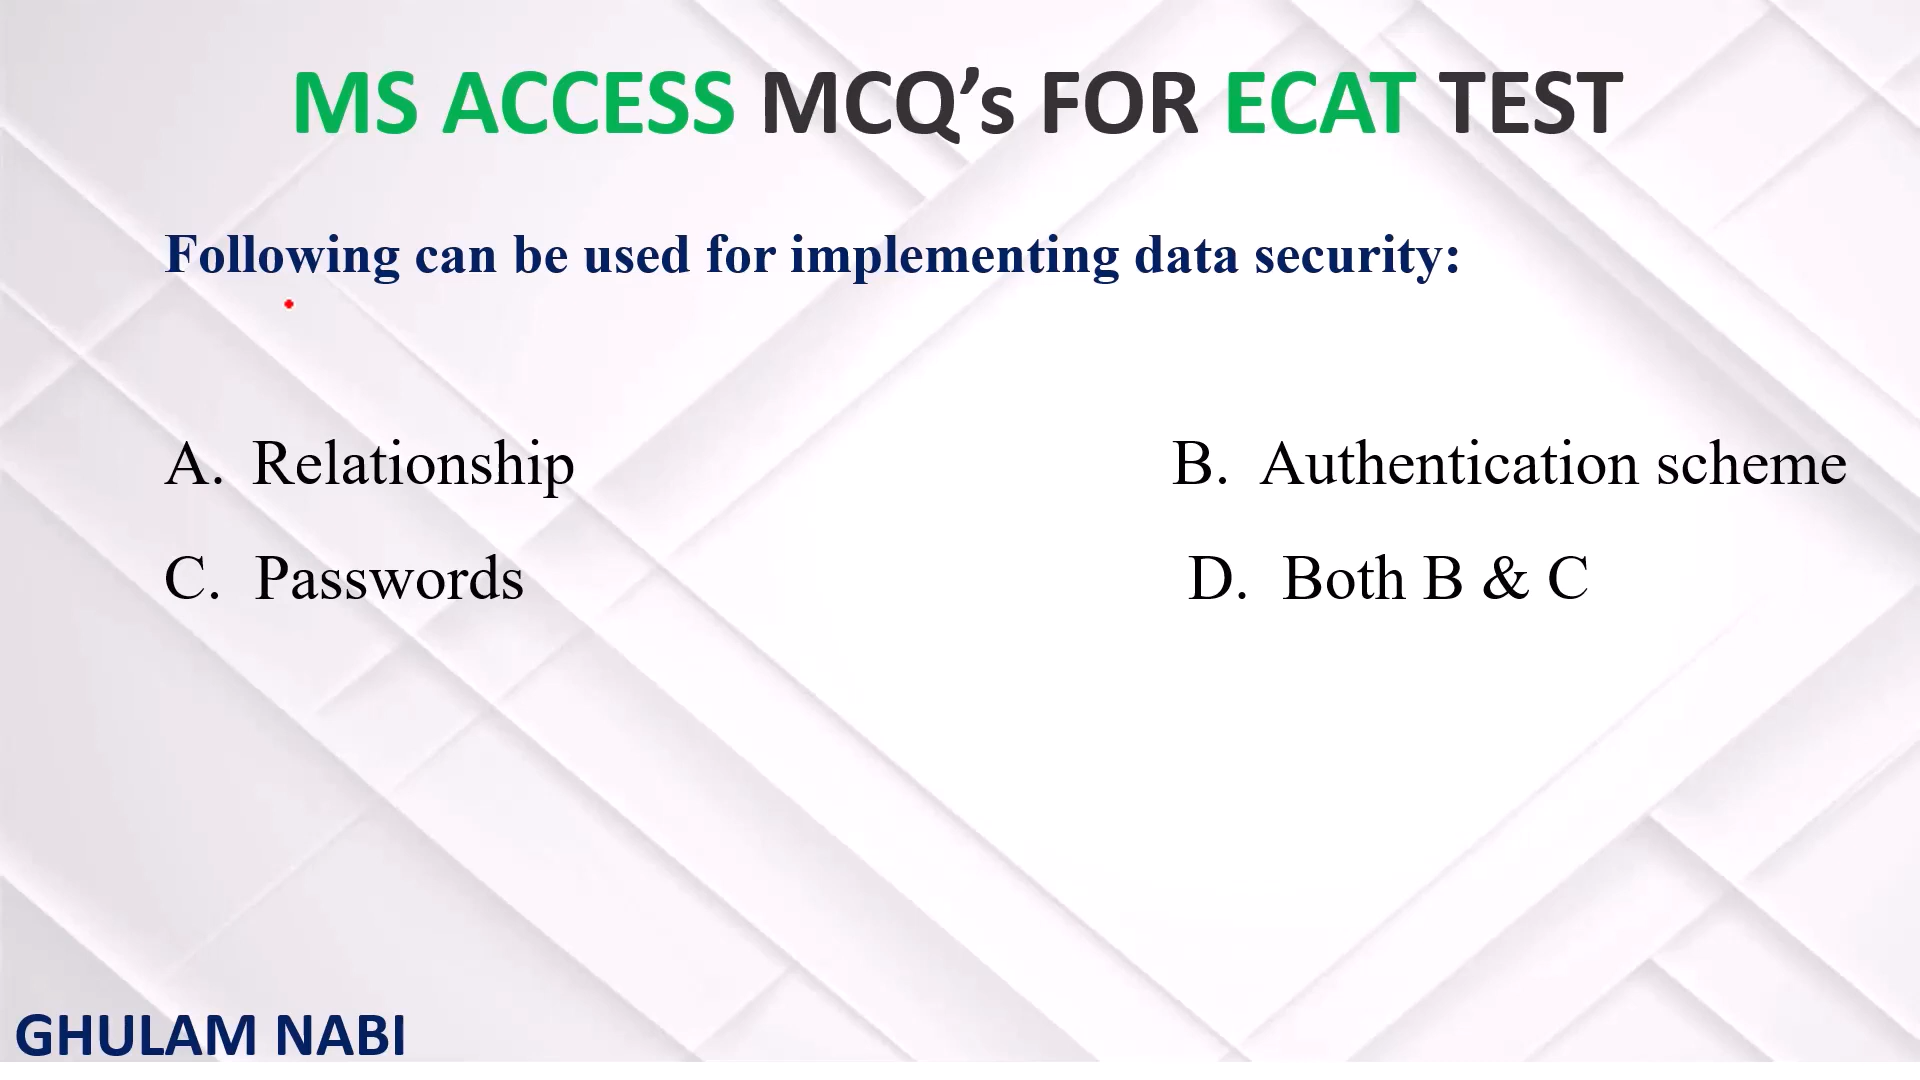 MS ACCESS MCQ’s FOR ECAT TEST
Following can be used for implementing data security:
A. Relationship
B. Authentication scheme
C. Passwords
D. Both B & C
GHULAM NABI